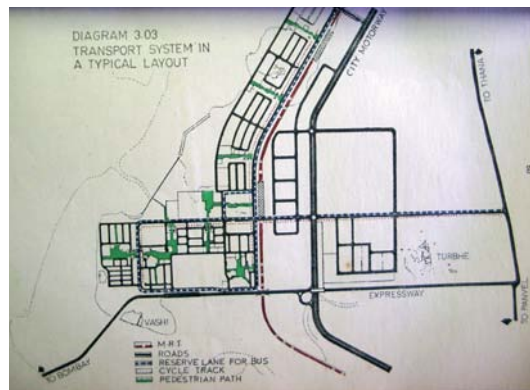 DIAGRAM 3.03
TRANSPORT SYSTEM IN
A TYPICAL LAYOUT
CITY MOTORWAY
TO THANA
TURBHE
EXPRESSWAY
TO PANVEL
VASHI
TO BOMBAY
M·R·T
ROADS
RESERVE LANE FOR BUS
CYCLE TRACK
PEDESTRIAN PATH